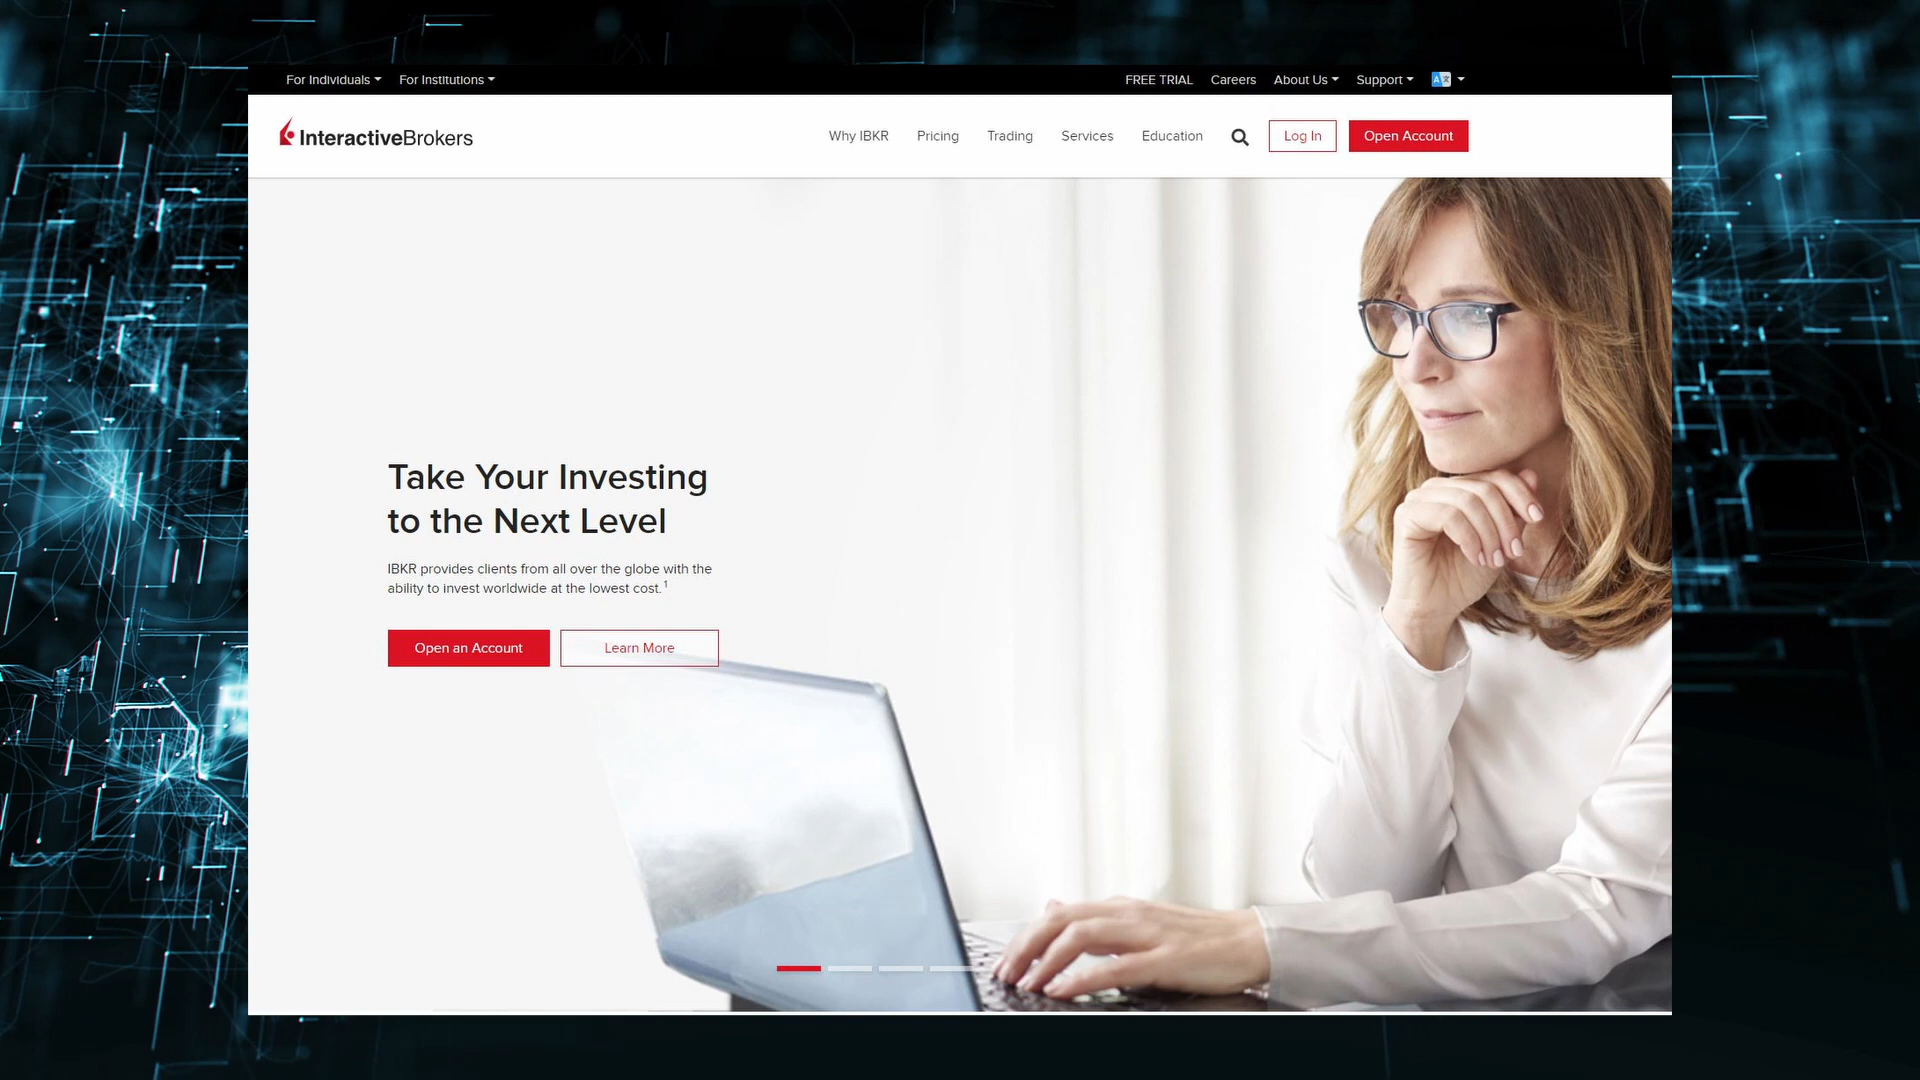 For Individuals For Institutions FREE TRIAL Careers About Us Support
InteractiveBrokers Why IBKR Pricing Trading Services Education Log In Open Account
Take Your Investing
to the Next Level
IBKR provides clients from all over the globe with the
ability to invest worldwide at the lowest cost.1
Open an Account Learn More